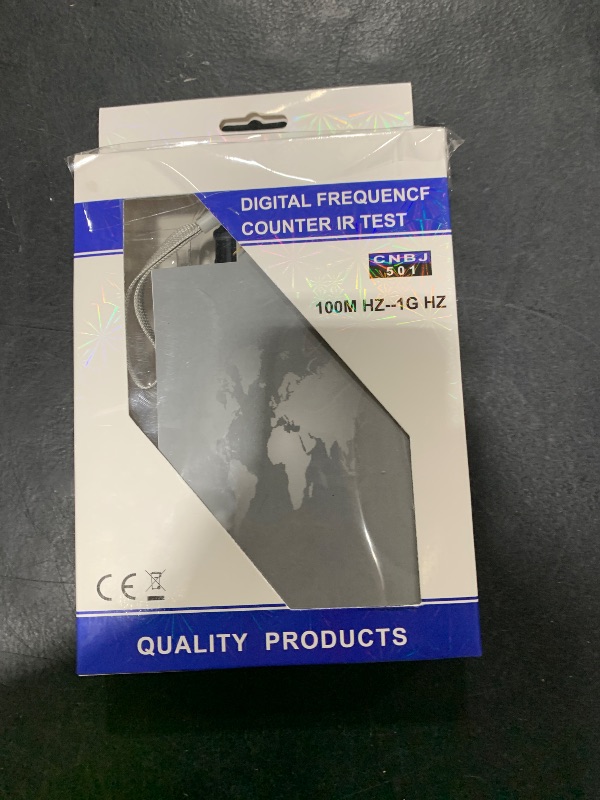 DIGITAL FREQUENCF
COUNTER IR TEST
CNBJ
501
100M HZ--1G HZ
CE
QUALITY PRODUCTS